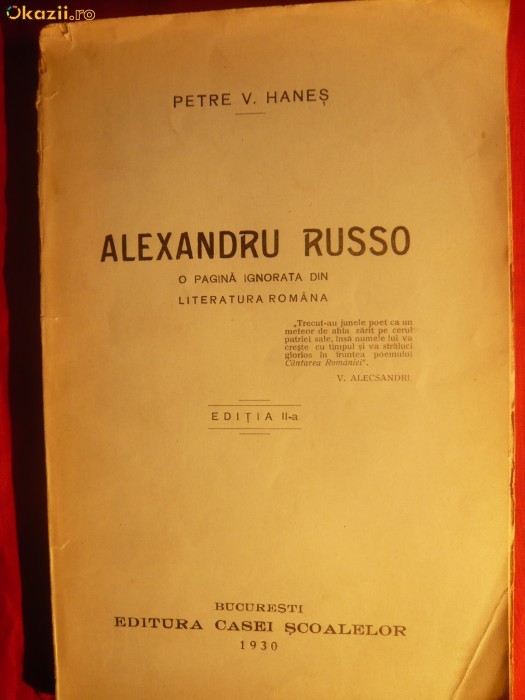 Okazii.ro
PETRE V. HANEȘ
ALEXANDRU RUSSO
O PAGINĂ IGNORATA DIN
LITERATURA ROMÂNA
„Trecut-au junele poet ca un
meteor de abia zărit pe cerul
patriei sale, însă numele lui va
crește cu timpul și va străluci
glorios în fruntea poemului
Cântarea României".
V. ALECSANDRI.
EDIȚIA II-a
BUCUREȘTI
EDITURA CASEI ȘCOALELOR
1930